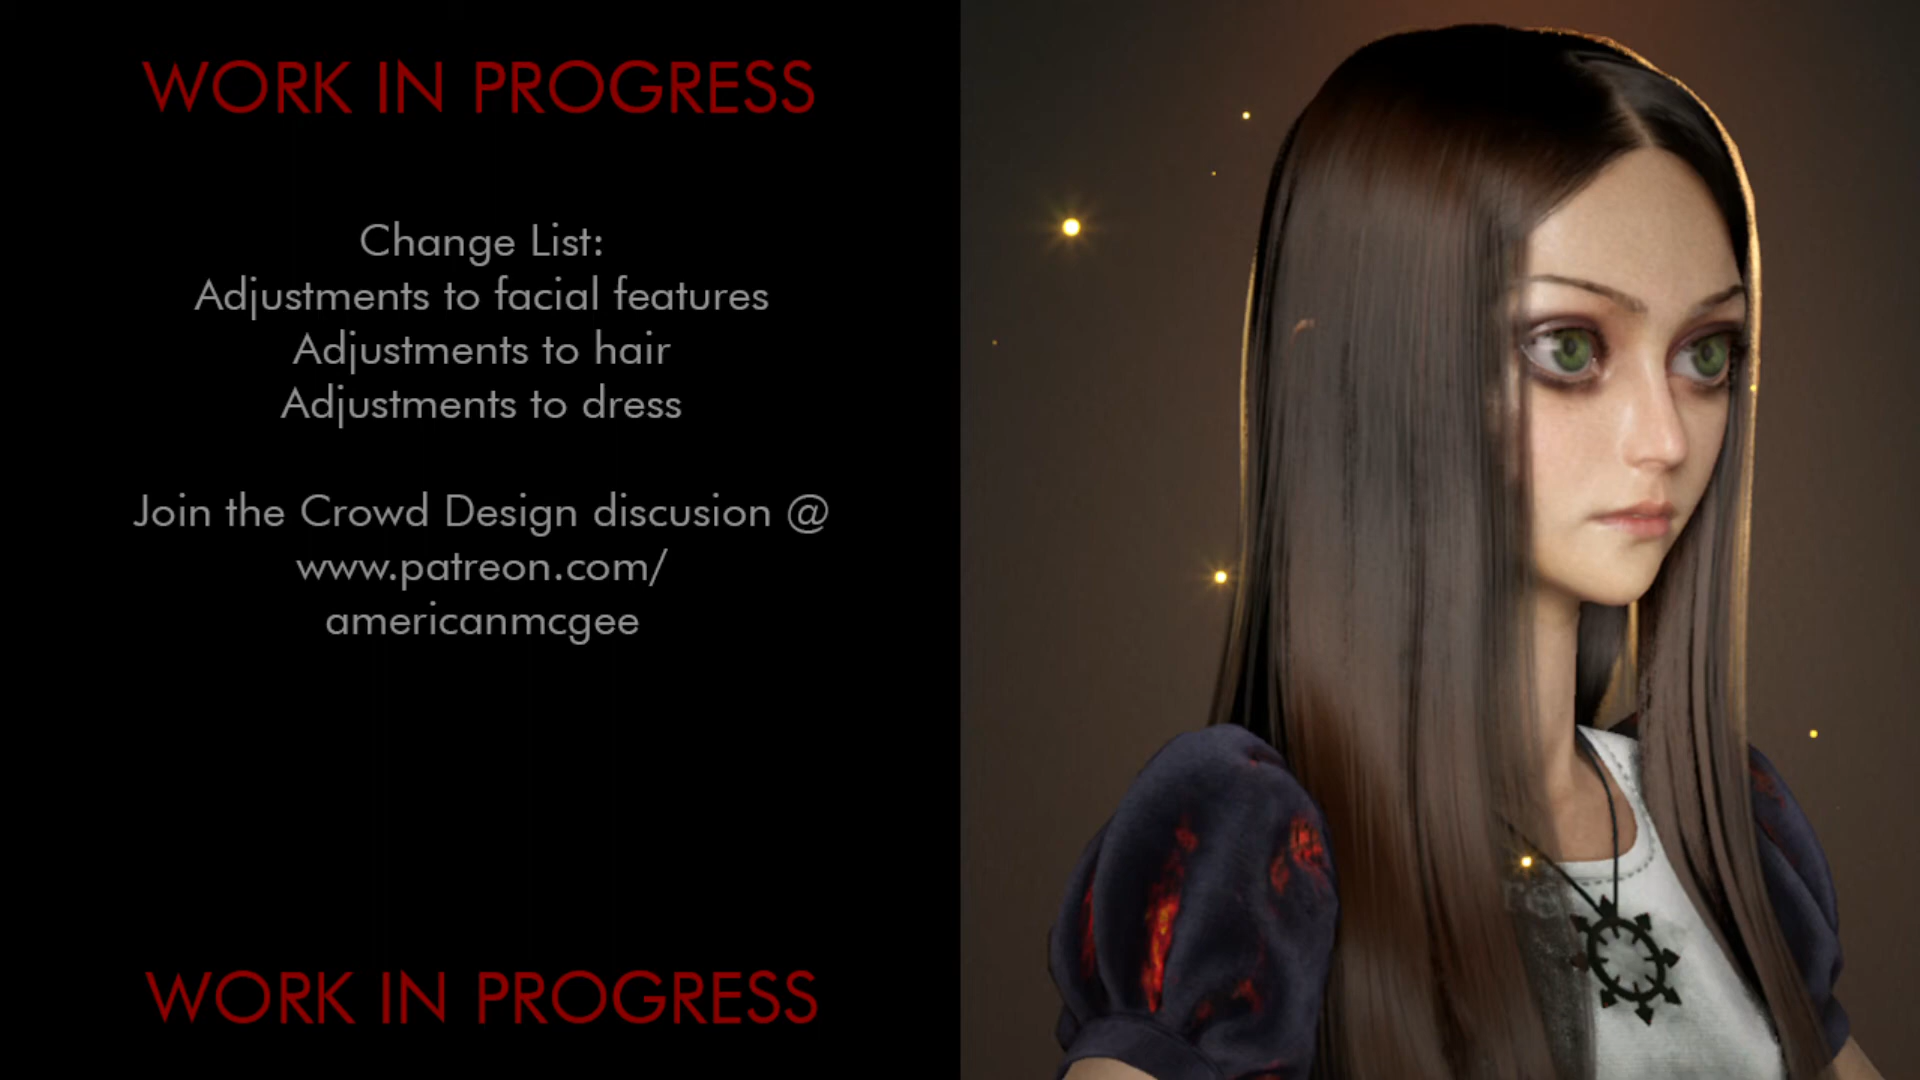 WORK IN PROGRESS
Change List:
Adjustments to facial features
Adjustments to hair
Adjustments to dress
Join the Crowd Design discusion @
www.patreon.com/
americanmcgee
WORK IN PROGRESS